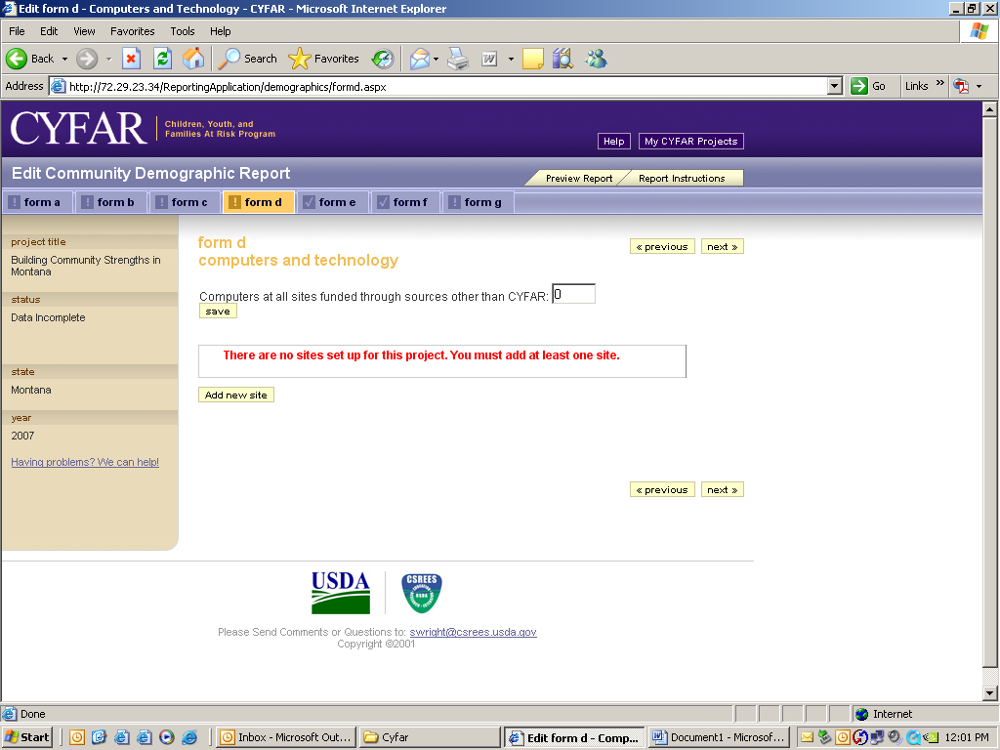 Edit form d - Computers and Technology - CYFAR - Microsoft Internet Explorer
File Edit View Favorites Tools Help
Back Search Favorites
Address http://72.29.23.34/ReportingApplication/demographics/formd.aspx Go Links »
CYFAR Children, Youth, and
Families At Risk Program
Help My CYFAR Projects
Edit Community Demographic Report
Preview Report Report Instructions
form a form b form c form d form e form f form g
project title
Building Community Strengths in
Montana
status
Data Incomplete
state
Montana
year
2007
Having problems? We can help!
form d
computers and technology
« previous next »
Computers at all sites funded through sources other than CYFAR: 0
save
There are no sites set up for this project. You must add at least one site.
Add new site
« previous next »
USDA CSREES
USDA
Please Send Comments or Questions to: swright@csrees.usda.gov
Copyright ©2001
Done Internet
Start Inbox - Microsoft Out... Cyfar Edit form d - Comp... Document1 - Microsof... 12:01 PM